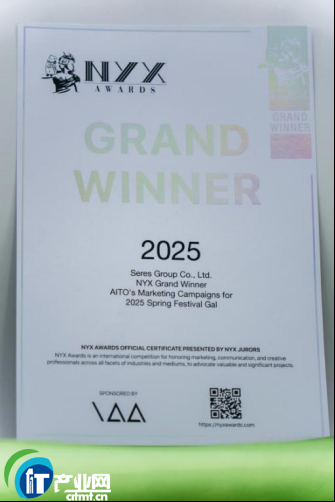 NYX
AWARDS
GRAND
WINNER
GRAND
WINNER
2025
Seres Group Co., Ltd.
NYX Grand Winner
AITO's Marketing Campaigns for
2025 Spring Festival Gal
NYX AWARDS OFFICIAL CERTIFICATE PRESENTED BY NYX JURORS
NYX Awards is an international competition for honoring marketing, communication, and creative
professionals across all facets of industries and mediums, to advocate valuable and significant projects.
SPONSORED BY
IAA
https://nyxawards.com
IT产业网
citmt.cn